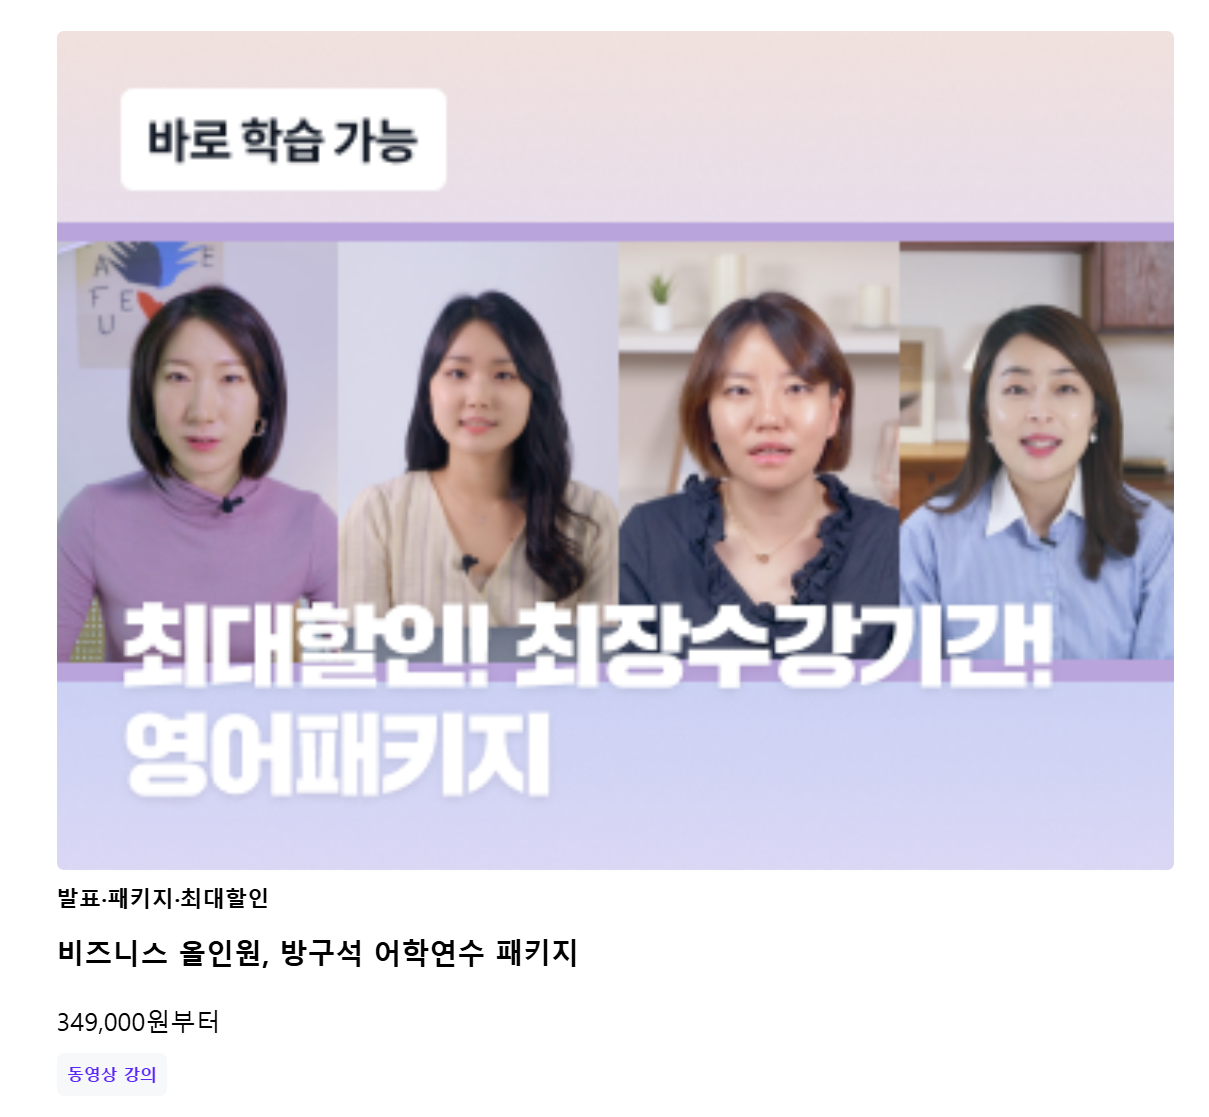 바로 학습 가능
A E
F E
U
최대할인! 최장수강기간!
영어패키지
발표·패키지·최대할인
비즈니스 올인원, 방구석 어학연수 패키지
349,000원부터
동영상 강의